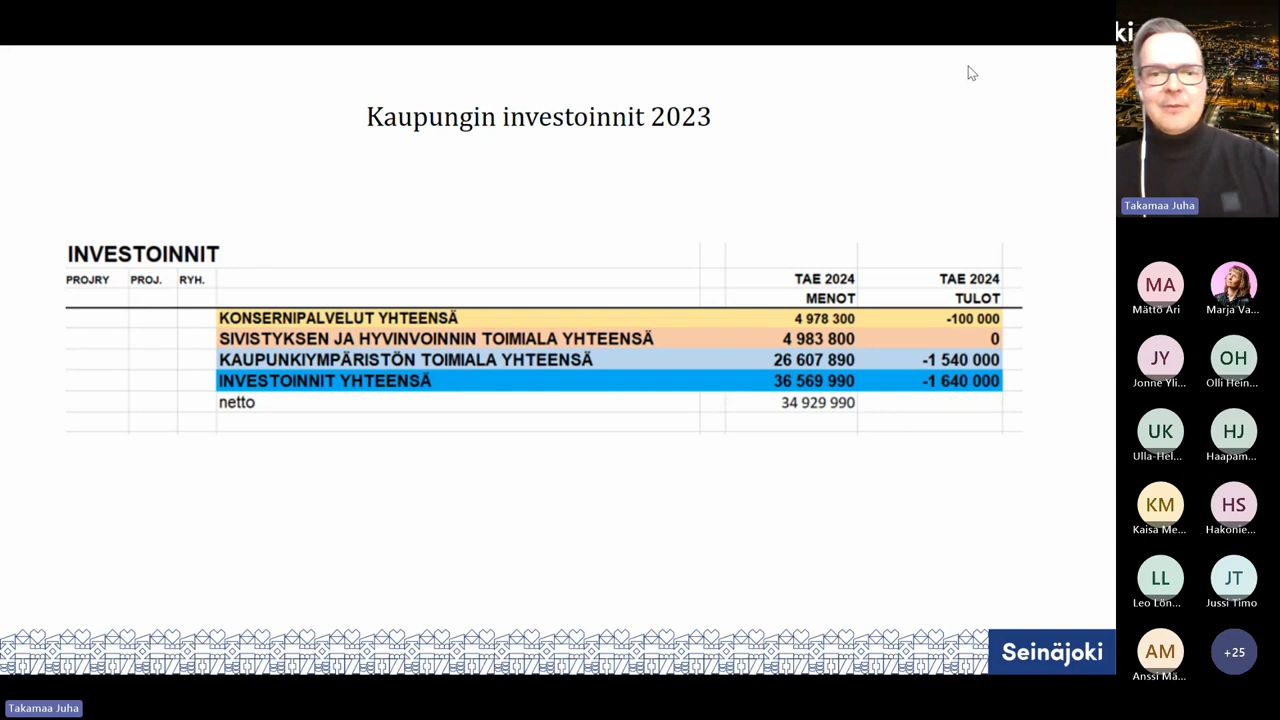 Kaupungin investoinnit 2023
INVESTOINNIT
PROJRY PROJ. RYH. TAE 2024 TAE 2024
MENOT TULOT
KONSERNIPALVELUT YHTEENSÄ 4 978 300 -100 000
SIVISTYKSEN JA HYVINVOINNIN TOIMIALA YHTEENSÄ 4 983 800 0
KAUPUNKIYMPÄRISTÖN TOIMIALA YHTEENSÄ 26 607 890 -1 540 000
INVESTOINNIT YHTEENSÄ 36 569 990 -1 640 000
netto 34 929 990
Seinäjoki
Takamaa Juha
ki
Takamaa Juha
MA
Mättö Ari
Marja Va...
JY OH
Jonne Yli... Olli Hein...
UK HJ
Ulla-Hel... Haapam...
KM HS
Kaisa Me... Hakonie...
LL JT
Leo Lön... Jussi Timo
AM +25
Anssi Mä...